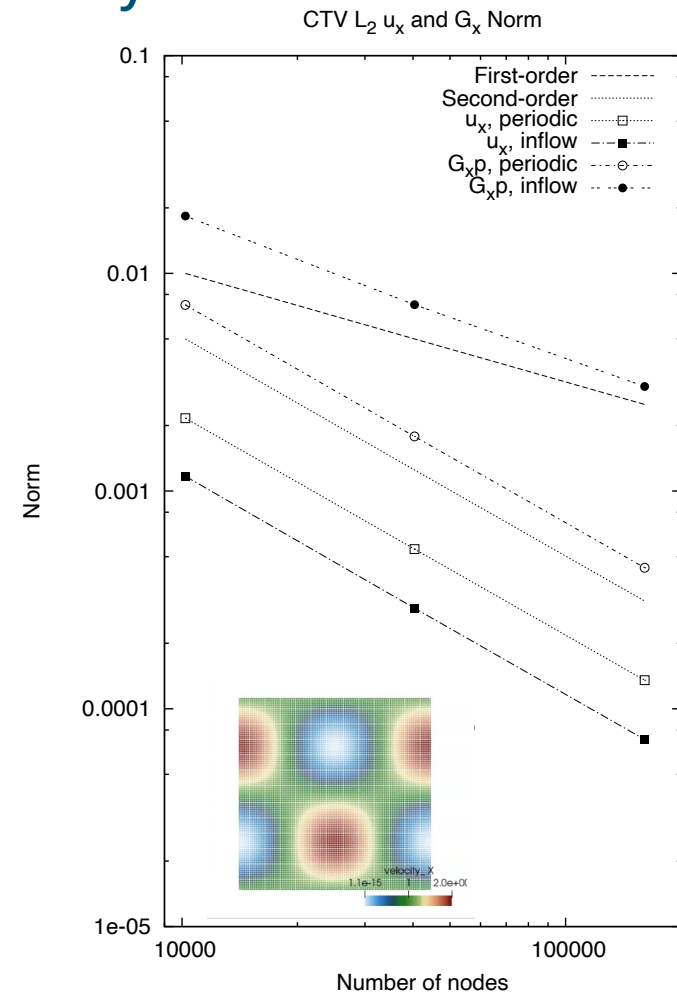 y
CTV L2 ux and Gx Norm
0.1
First-order
Second-order
ux, periodic
ux, inflow
Gxp, periodic
Gxp, inflow
0.01
0.001
Norm
0.0001
velocity_X
1.1e-15 1 2.0e+0
1e-05
10000 100000
Number of nodes